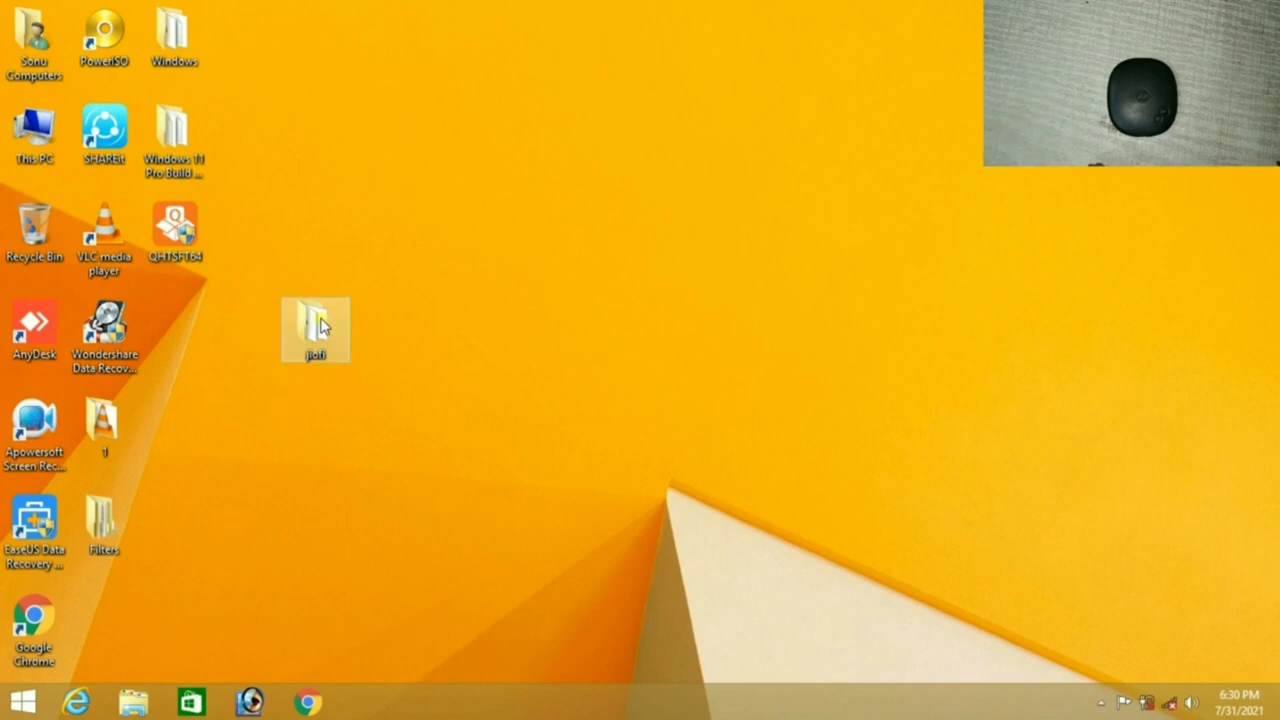 Sonu
Computers
PowerISO
Windows
This PC
SHAREit
Windows 11
Pro Build ...
Recycle Bin
VLC media
player
QHTSFT64
AnyDesk
Wondershare
Data Recov...
jiofi
Apowersoft
Screen Rec...
1
EaseUS Data
Recovery ...
Filters
Google
Chrome
6:30 PM
7/31/2021